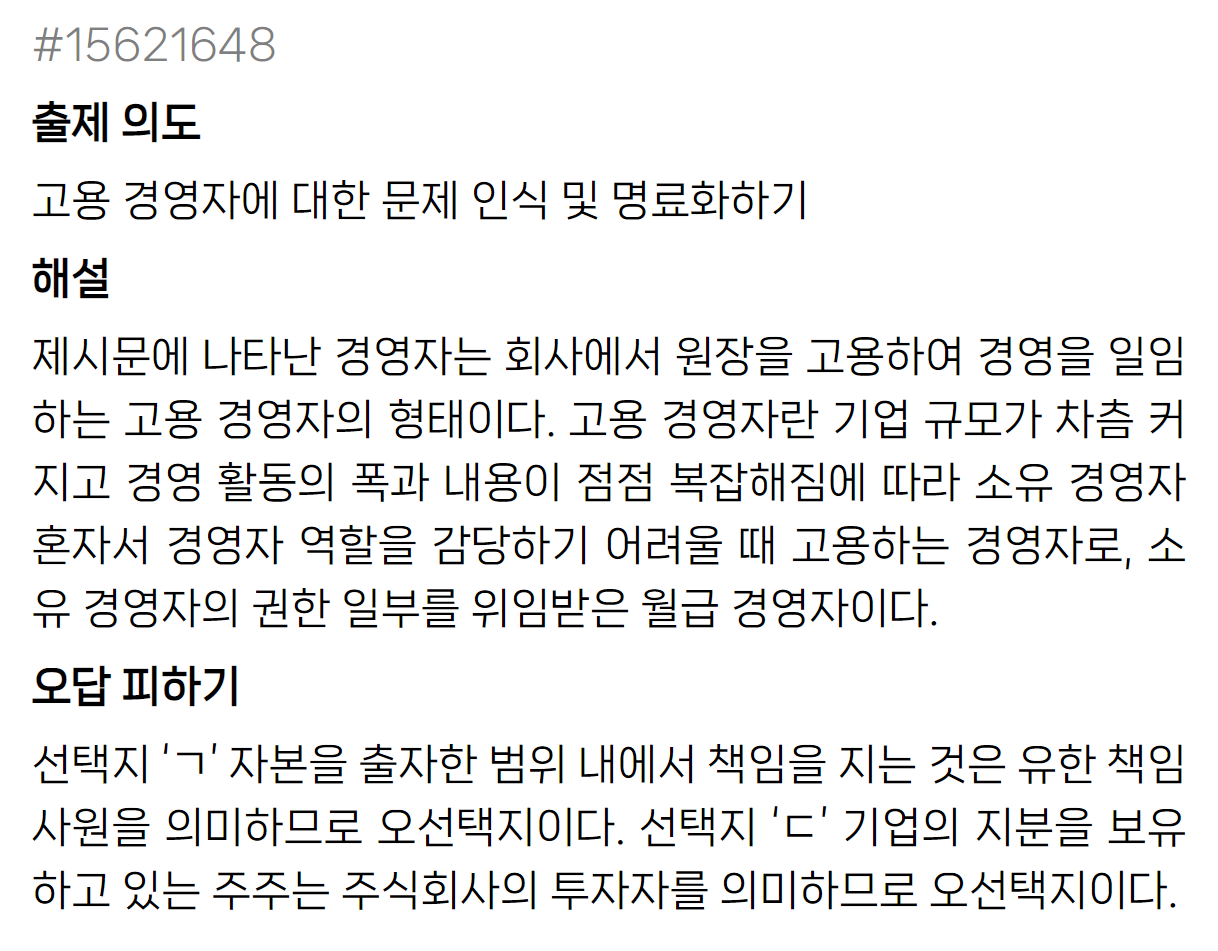 #15621648
출제 의도
고용 경영자에 대한 문제 인식 및 명료화하기
해설
제시문에 나타난 경영자는 회사에서 원장을 고용하여 경영을 일임
하는 고용 경영자의 형태이다. 고용 경영자란 기업 규모가 차츰 커
지고 경영 활동의 폭과 내용이 점점 복잡해짐에 따라 소유 경영자
혼자서 경영자 역할을 감당하기 어려울 때 고용하는 경영자로, 소
유 경영자의 권한 일부를 위임받은 월급 경영자이다.
오답 피하기
선택지 ‘ㄱ’ 자본을 출자한 범위 내에서 책임을 지는 것은 유한 책임
사원을 의미하므로 오선택지이다. 선택지 ‘ㄷ’ 기업의 지분을 보유
하고 있는 주주는 주식회사의 투자자를 의미하므로 오선택지이다.